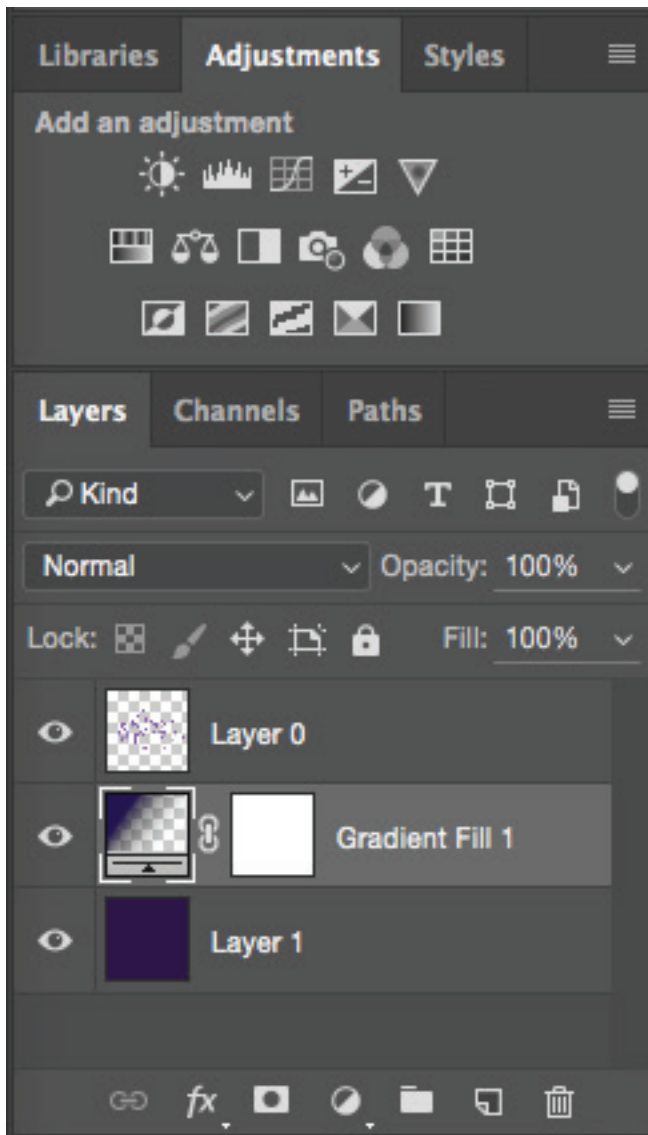 Libraries Adjustments Styles
Add an adjustment
Layers Channels Paths
Kind
Normal Opacity: 100%
Lock: Fill: 100%
Layer 0
Gradient Fill 1
Layer 1
fx